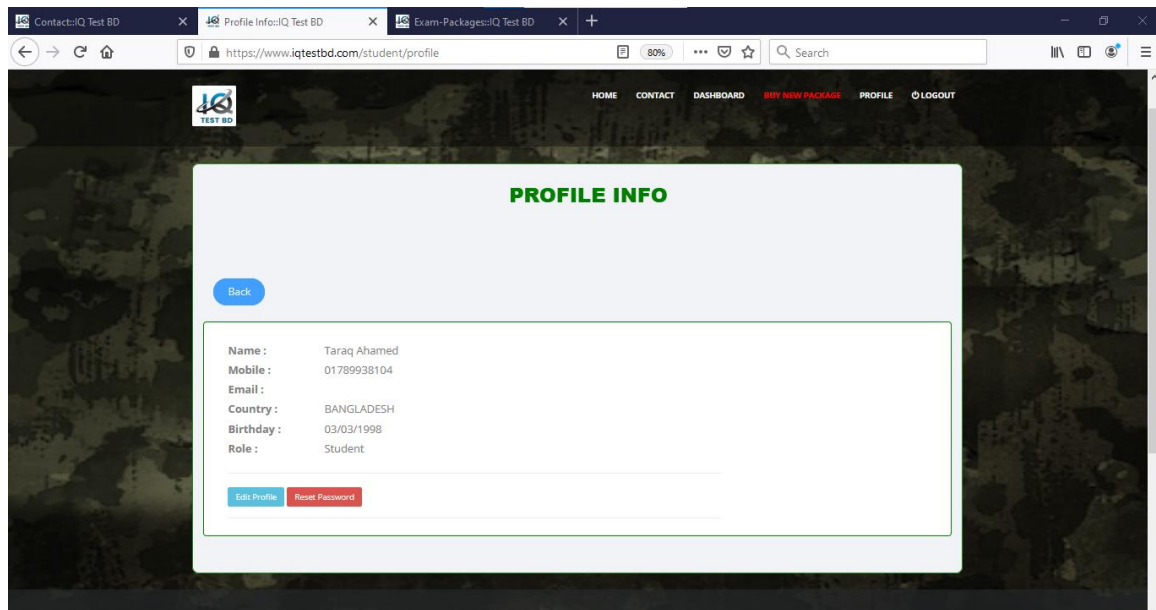 Contact::IQ Test BD
Profile Info::IQ Test BD
Exam-Packages::IQ Test BD
https://www.iqtestbd.com/student/profile
80%
Search
IQ
TEST BD
HOME CONTACT DASHBOARD BUY NEW PACKAGE PROFILE LOGOUT
PROFILE INFO
Back
Name : Taraq Ahamed
Mobile : 01789938104
Email :
Country : BANGLADESH
Birthday : 03/03/1998
Role : Student
Edit Profile Reset Password